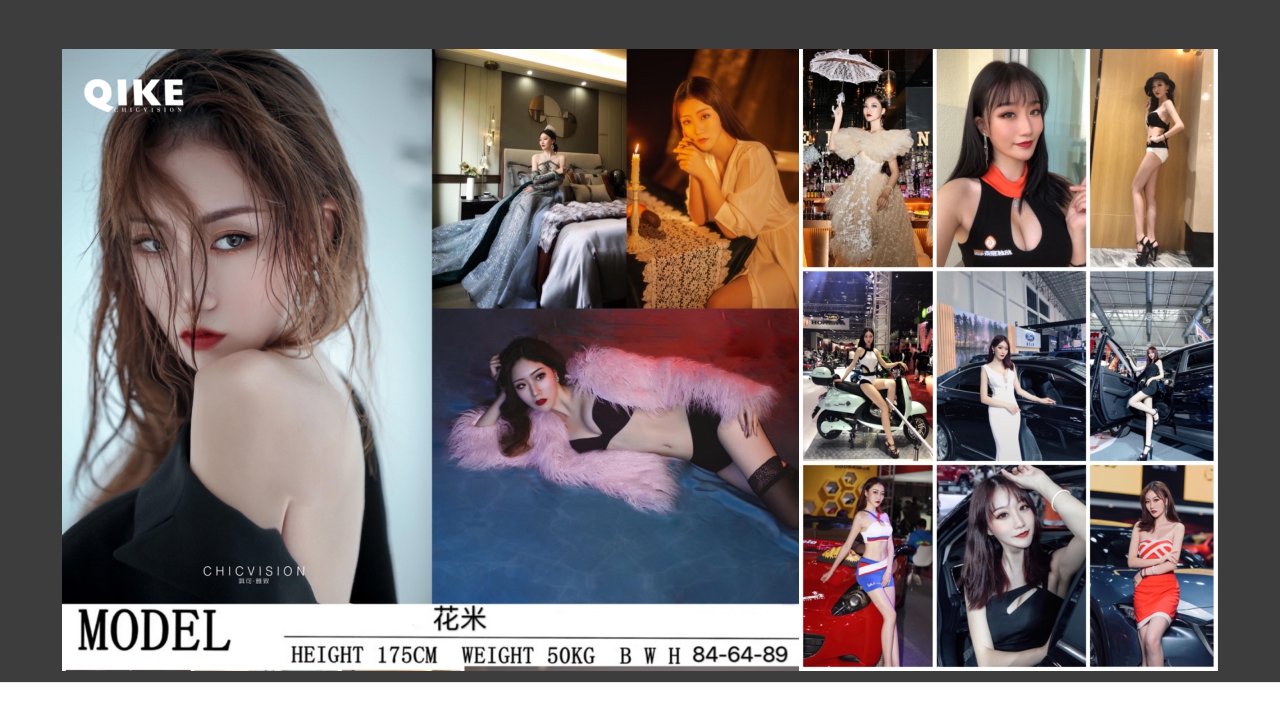 QIKE
CHICVISION
CHICVISION
MODEL
花米
HEIGHT 175CM WEIGHT 50KG B W H 84-64-89